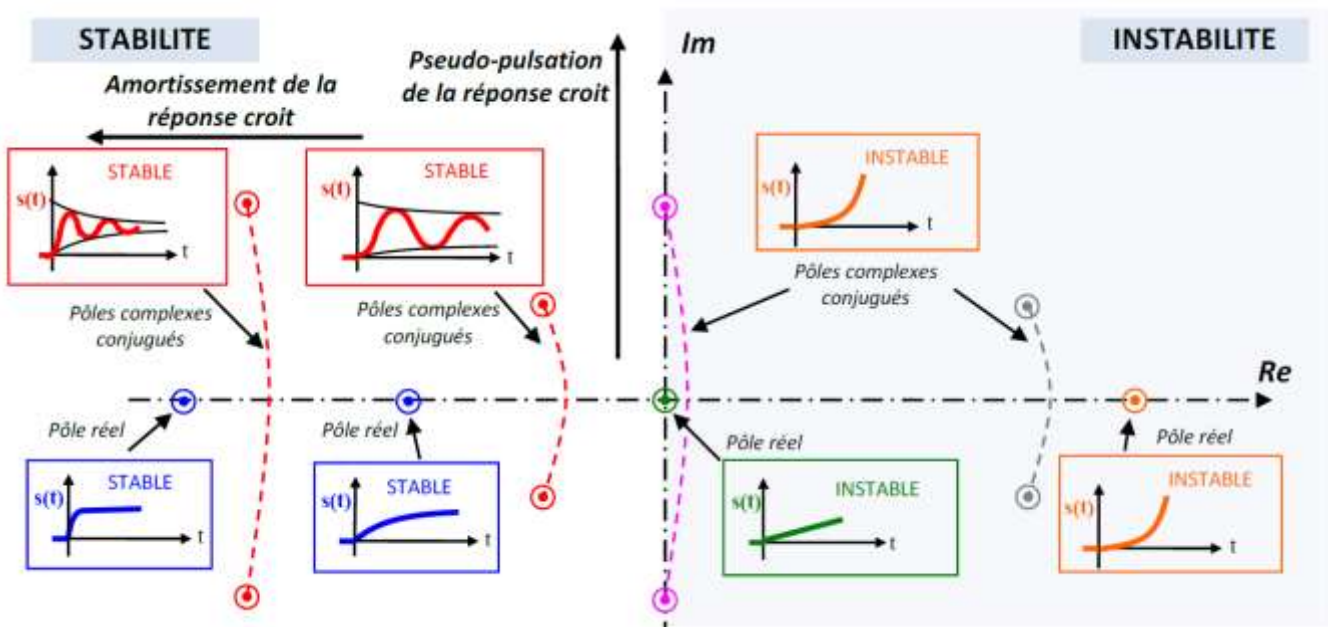 STABILITE
INSTABILITE
Im
Pseudo-pulsation
de la réponse croit
Amortissement de la
réponse croit
STABLE
s(t)
t
STABLE
s(t)
t
INSTABLE
s(t)
t
Pôles complexes
conjugués
Pôles complexes
conjugués
Pôles complexes
conjugués
Re
Pôle réel
Pôle réel
Pôle réel
Pôle réel
STABLE
s(t)
t
STABLE
s(t)
t
INSTABLE
s(t)
t
INSTABLE
s(t)
t